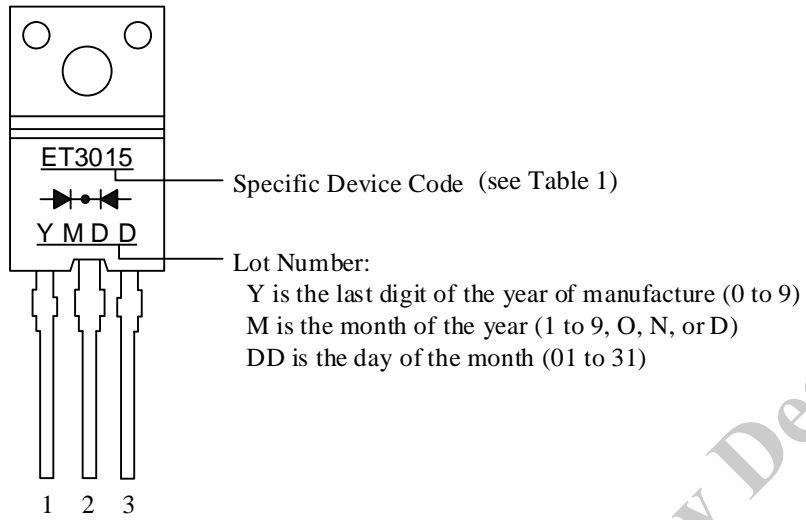 ET3015
Specific Device Code (see Table 1)
Y M D D
Lot Number:
Y is the last digit of the year of manufacture (0 to 9)
M is the month of the year (1 to 9, O, N, or D)
DD is the day of the month (01 to 31)
1 2 3